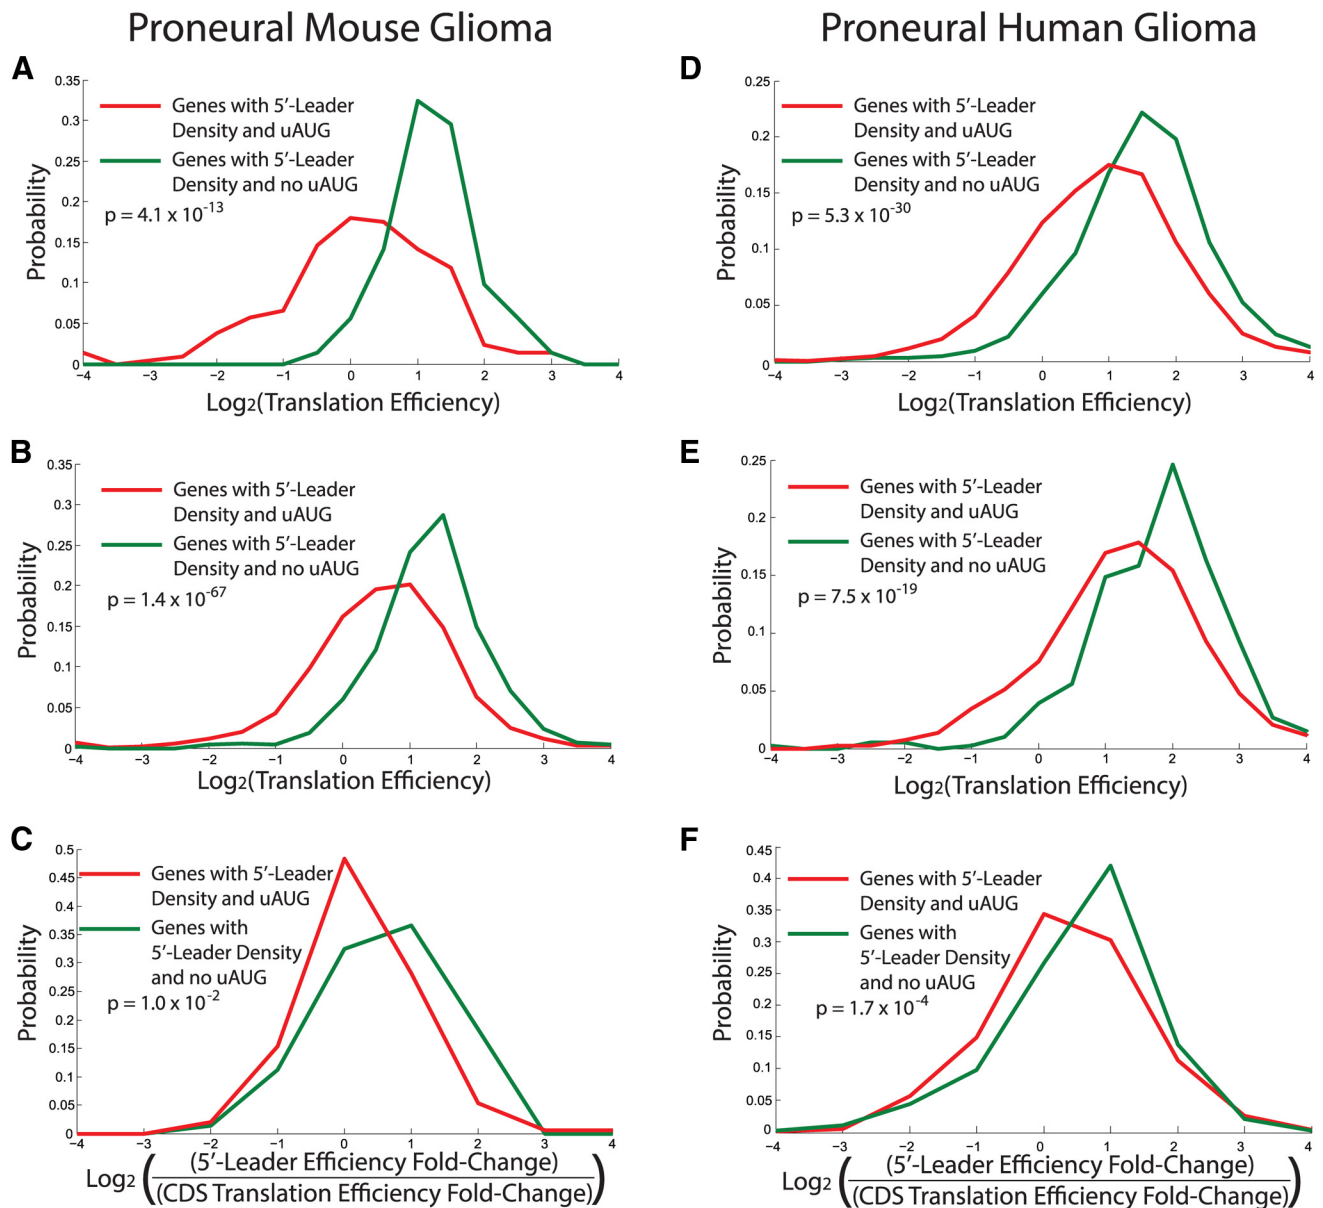 Proneural Mouse Glioma
Proneural Human Glioma
A
0.35
0.3
0.25
0.2
0.15
0.1
0.05
0
Probability
Genes with 5’-Leader
Density and uAUG
Genes with 5’-Leader
Density and no uAUG
p = 4.1 x 10-13
−4 −3 −2 −1 0 1 2 3 4
Log2(Translation Efficiency)
D
0.25
0.2
0.15
0.1
0.05
0
Probability
Genes with 5’-Leader
Density and uAUG
Genes with 5’-Leader
Density and no uAUG
p = 5.3 x 10-30
−4 −3 −2 −1 0 1 2 3 4
Log2(Translation Efficiency)
B
0.35
0.3
0.25
0.2
0.15
0.1
0.05
0
Probability
Genes with 5’-Leader
Density and uAUG
Genes with 5’-Leader
Density and no uAUG
p = 1.4 x 10-67
−4 −3 −2 −1 0 1 2 3 4
Log2(Translation Efficiency)
E
0.25
0.2
0.15
0.1
0.05
0
Probability
Genes with 5’-Leader
Density and uAUG
Genes with 5’-Leader
Density and no uAUG
p = 7.5 x 10-19
−4 −3 −2 −1 0 1 2 3 4
Log2(Translation Efficiency)
C
0.5
0.45
0.4
0.35
0.3
0.25
0.2
0.15
0.1
0.05
0
Probability
Genes with 5’-Leader
Density and uAUG
Genes with
5’-Leader Density
and no uAUG
p = 1.0 x 10-2
−4 −3 −2 −1 0 1 2 3 4
Log2 ( (5’-Leader Efficiency Fold-Change)
(CDS Translation Efficiency Fold-Change) )
F
0.45
0.4
0.35
0.3
0.25
0.2
0.15
0.1
0.05
0
Probability
Genes with 5’-Leader
Density and uAUG
Genes with
5’-Leader Density
and no uAUG
p = 1.7 x 10-4
−4 −3 −2 −1 0 1 2 3 4
Log2 ( (5’-Leader Efficiency Fold-Change)
(CDS Translation Efficiency Fold-Change) )